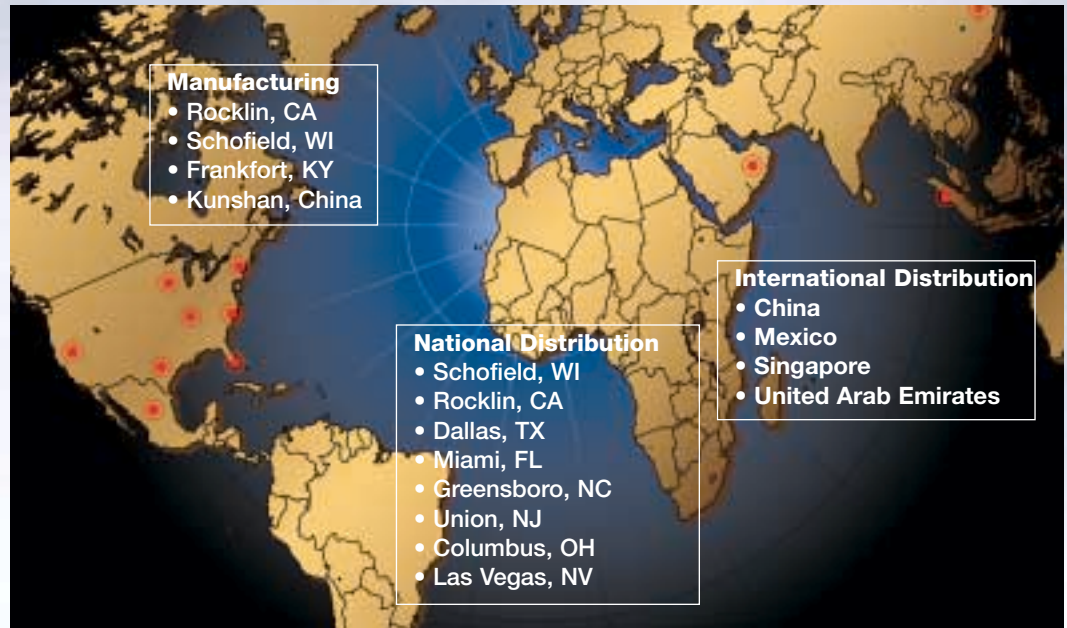 Manufacturing
• Rocklin, CA
• Schofield, WI
• Frankfort, KY
• Kunshan, China
National Distribution
• Schofield, WI
• Rocklin, CA
• Dallas, TX
• Miami, FL
• Greensboro, NC
• Union, NJ
• Columbus, OH
• Las Vegas, NV
International Distribution
• China
• Mexico
• Singapore
• United Arab Emirates